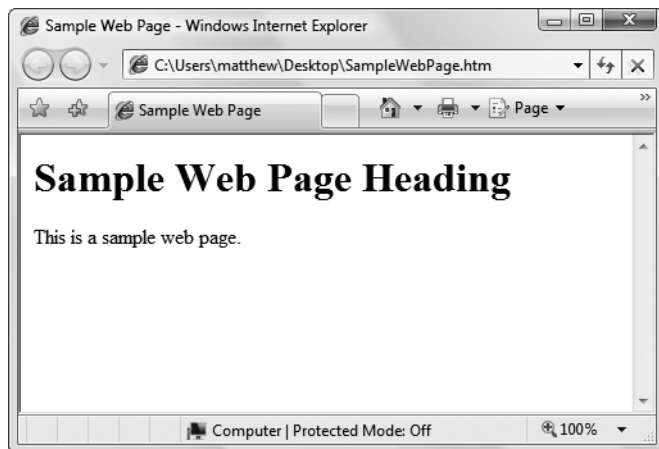 Sample Web Page - Windows Internet Explorer
C:\Users\matthew\Desktop\SampleWebPage.htm
Sample Web Page
Page
Sample Web Page Heading
This is a sample web page.
Computer | Protected Mode: Off
100%